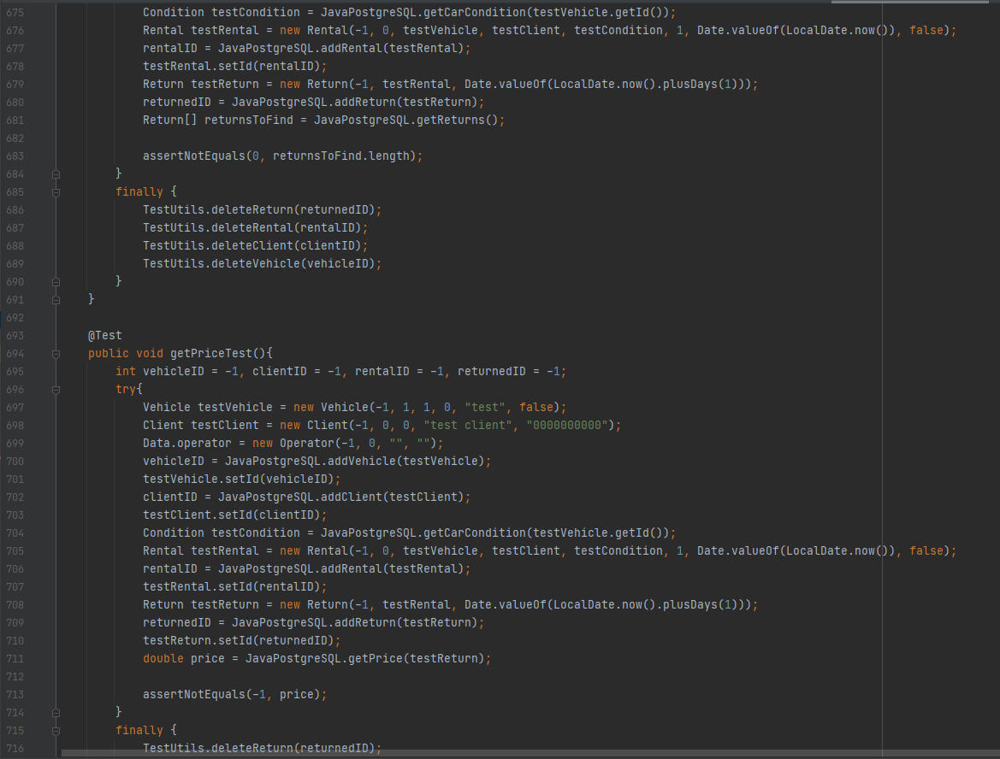 675 Condition testCondition = JavaPostgreSQL.getCarCondition(testVehicle.getId());
676 Rental testRental = new Rental(-1, 0, testVehicle, testClient, testCondition, 1, Date.valueOf(LocalDate.now()), false);
677 rentalID = JavaPostgreSQL.addRental(testRental);
678 testRental.setId(rentalID);
679 Return testReturn = new Return(-1, testRental, Date.valueOf(LocalDate.now().plusDays(1)));
680 returnedID = JavaPostgreSQL.addReturn(testReturn);
681 Return[] returnsToFind = JavaPostgreSQL.getReturns();
682
683 assertNotEquals(0, returnsToFind.length);
684 }
685 finally {
686 TestUtils.deleteReturn(returnedID);
687 TestUtils.deleteRental(rentalID);
688 TestUtils.deleteClient(clientID);
689 TestUtils.deleteVehicle(vehicleID);
690 }
691 }
692
693 @Test
694 public void getPriceTest(){
695 int vehicleID = -1, clientID = -1, rentalID = -1, returnedID = -1;
696 try{
697 Vehicle testVehicle = new Vehicle(-1, 1, 1, 0, "test", false);
698 Client testClient = new Client(-1, 0, 0, "test client", "0000000000");
699 Data.operator = new Operator(-1, 0, "", "");
700 vehicleID = JavaPostgreSQL.addVehicle(testVehicle);
701 testVehicle.setId(vehicleID);
702 clientID = JavaPostgreSQL.addClient(testClient);
703 testClient.setId(clientID);
704 Condition testCondition = JavaPostgreSQL.getCarCondition(testVehicle.getId());
705 Rental testRental = new Rental(-1, 0, testVehicle, testClient, testCondition, 1, Date.valueOf(LocalDate.now()), false);
706 rentalID = JavaPostgreSQL.addRental(testRental);
707 testRental.setId(rentalID);
708 Return testReturn = new Return(-1, testRental, Date.valueOf(LocalDate.now().plusDays(1)));
709 returnedID = JavaPostgreSQL.addReturn(testReturn);
710 testReturn.setId(returnedID);
711 double price = JavaPostgreSQL.getPrice(testReturn);
712
713 assertNotEquals(-1, price);
714 }
715 finally {
716 TestUtils.deleteReturn(returnedID);